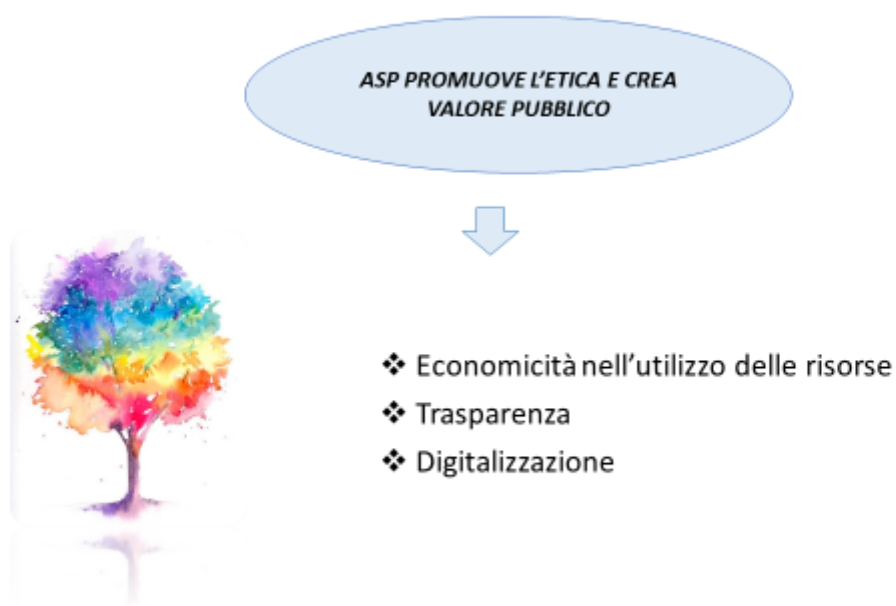 ASP PROMUOVE L'ETICA E CREA
VALORE PUBBLICO
❖ Economicità nell'utilizzo delle risorse
❖ Trasparenza
❖ Digitalizzazione